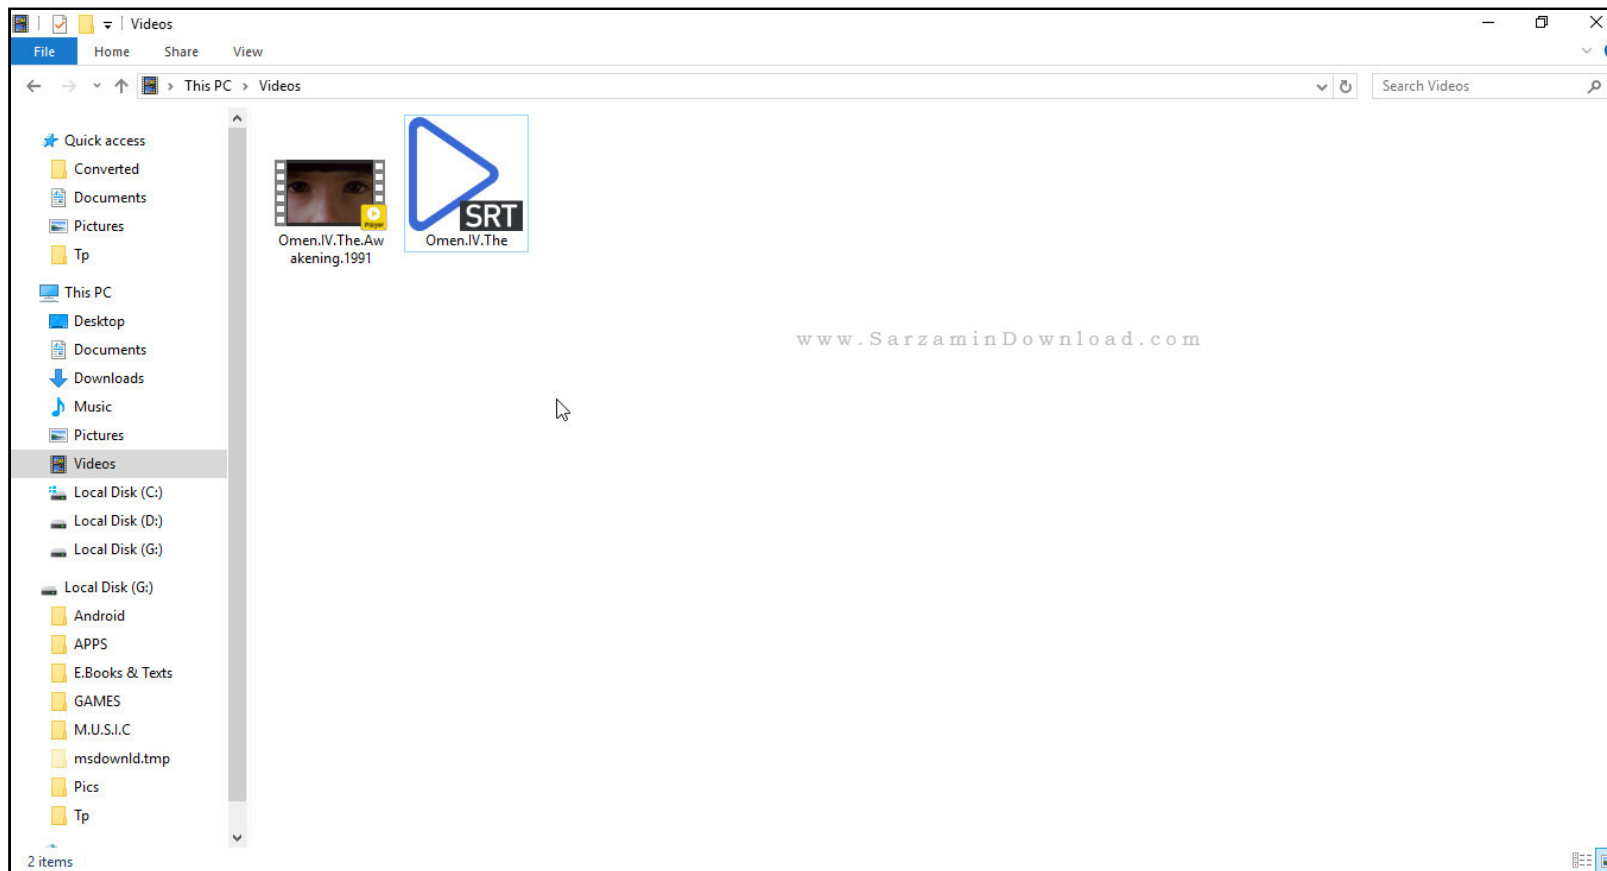 Videos
File Home Share View
This PC Videos
Search Videos
Quick access
Converted
Documents
Pictures
Tp
This PC
Desktop
Documents
Downloads
Music
Pictures
Videos
Local Disk (C:)
Local Disk (D:)
Local Disk (G:)
Local Disk (G:)
Android
APPS
E.Books & Texts
GAMES
M.U.S.I.C
msdownld.tmp
Pics
Tp
2 items
Player
Omen.IV.The.Aw
akening.1991
SRT
Omen.IV.The
www.SarzaminDownload.com